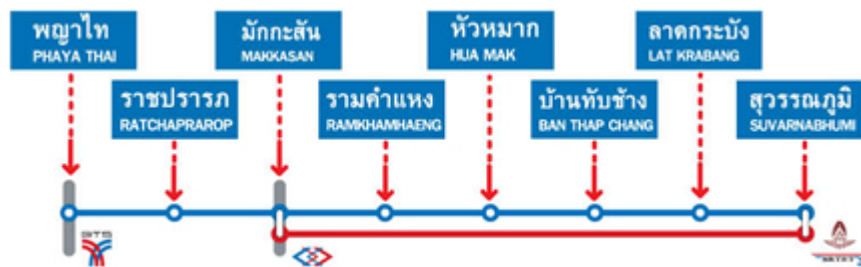 พญาไท
PHAYA THAI
มักกะสัน
MAKKASAN
หัวหมาก
HUA MAK
ลาดกระบัง
LAT KRABANG
ราชปรารภ
RATCHAPRAROP
รามคำแหง
RAMKHAMHAENG
บ้านทับช้าง
BAN THAP CHANG
สุวรรณภูมิ
SUVARNABHUMI
BTS